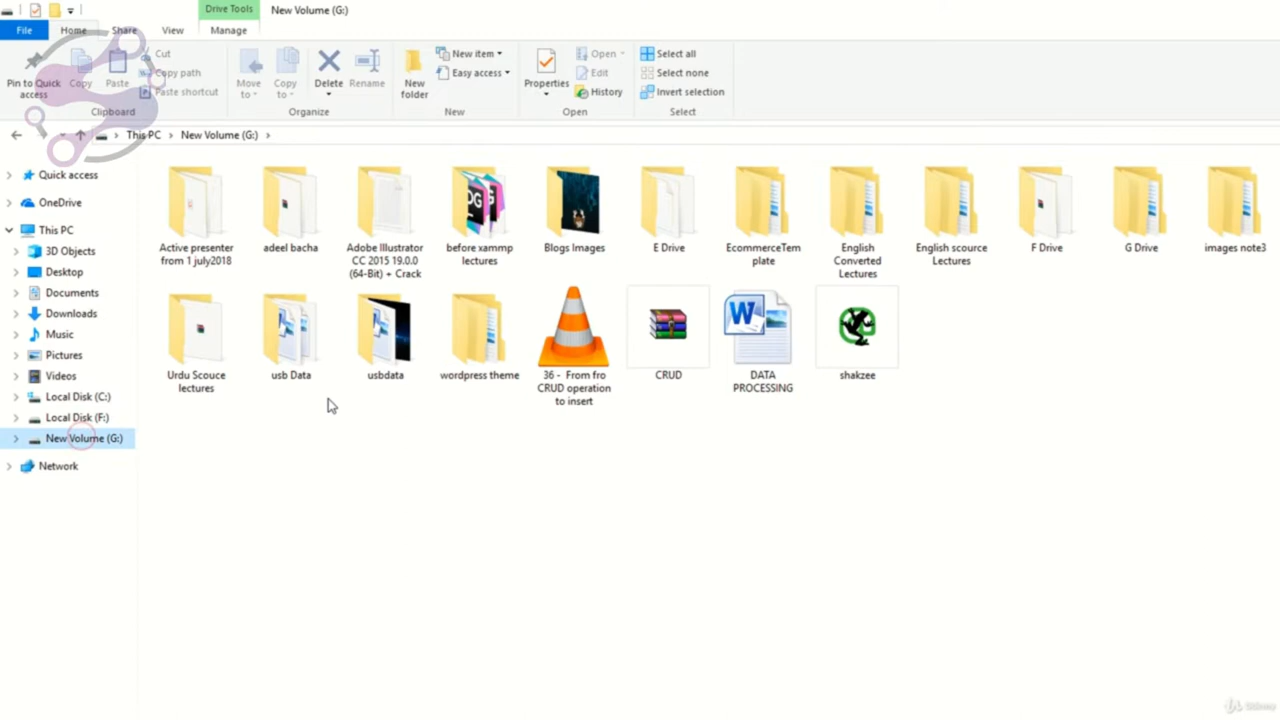 Drive Tools
New Volume (G:)
File
Home
Share
View
Manage
Pin to Quick access
Copy
Paste
Cut
Copy path
Paste shortcut
Move to
Copy to
Delete
Rename
New folder
New item
Easy access
Properties
Open
Edit
History
Select all
Select none
Invert selection
Clipboard
Organize
New
Open
Select
This PC
New Volume (G:)
Quick access
OneDrive
This PC
3D Objects
Desktop
Documents
Downloads
Music
Pictures
Videos
Local Disk (C:)
Local Disk (F:)
New Volume (G:)
Network
Active presenter
from 1 july2018
adeel bacha
Adobe Illustrator
CC 2015 19.0.0
(64-Bit) + Crack
before xammp
lectures
Blogs Images
E Drive
EcommerceTem
plate
English
Converted
Lectures
English scource
Lectures
F Drive
G Drive
images note3
Urdu Scouce
lectures
usb Data
usbdata
wordpress theme
36 - From fro
CRUD operation
to insert
CRUD
DATA
PROCESSING
shakzee
Udemy